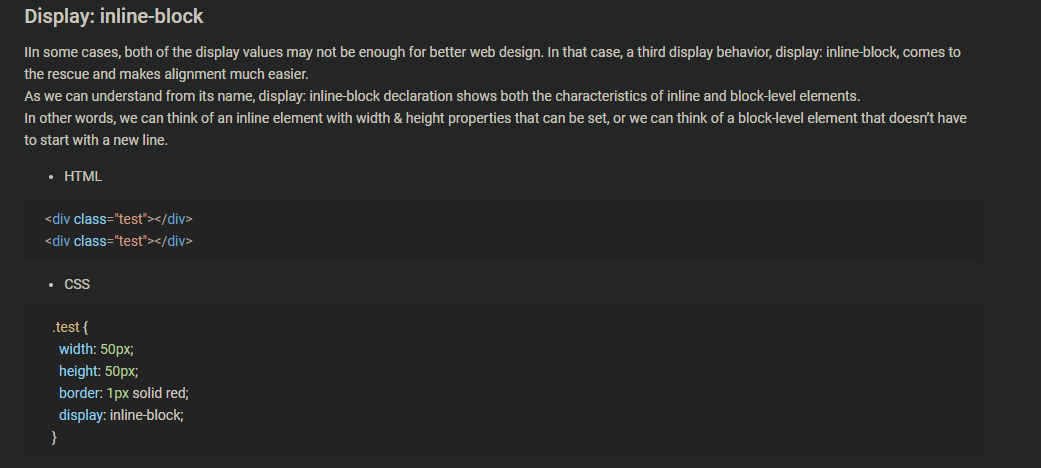 Display: inline-block
IIn some cases, both of the display values may not be enough for better web design. In that case, a third display behavior, display: inline-block, comes to
the rescue and makes alignment much easier.
As we can understand from its name, display: inline-block declaration shows both the characteristics of inline and block-level elements.
In other words, we can think of an inline element with width & height properties that can be set, or we can think of a block-level element that doesn’t have
to start with a new line.
• HTML
<div class="test"></div>
<div class="test"></div>
• CSS
.test {
width: 50px;
height: 50px;
border: 1px solid red;
display: inline-block;
}